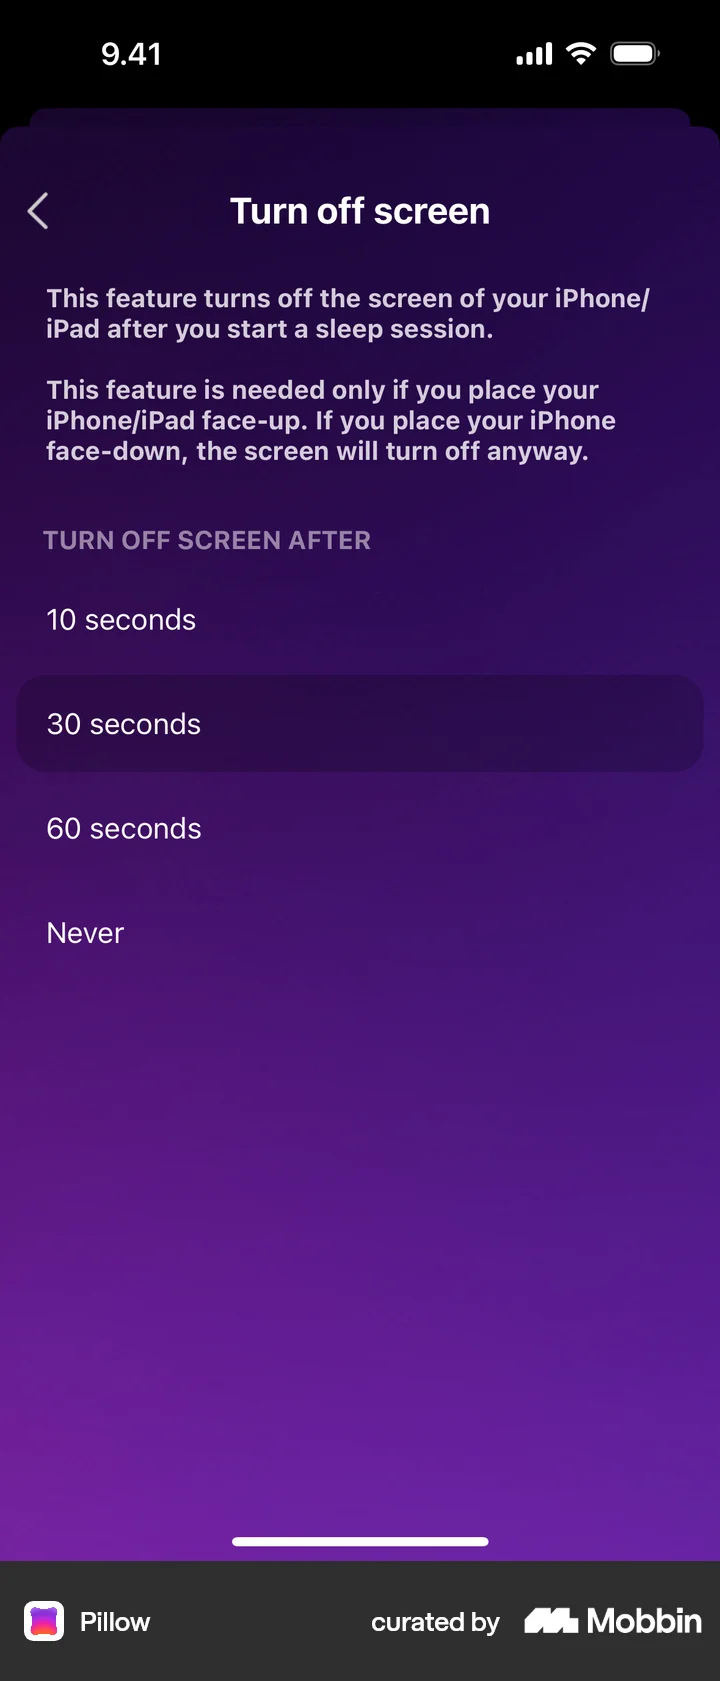 9.41
Turn off screen
This feature turns off the screen of your iPhone/
iPad after you start a sleep session.
This feature is needed only if you place your
iPhone/iPad face-up. If you place your iPhone
face-down, the screen will turn off anyway.
TURN OFF SCREEN AFTER
10 seconds
30 seconds
60 seconds
Never
Pillow
curated by Mobbin